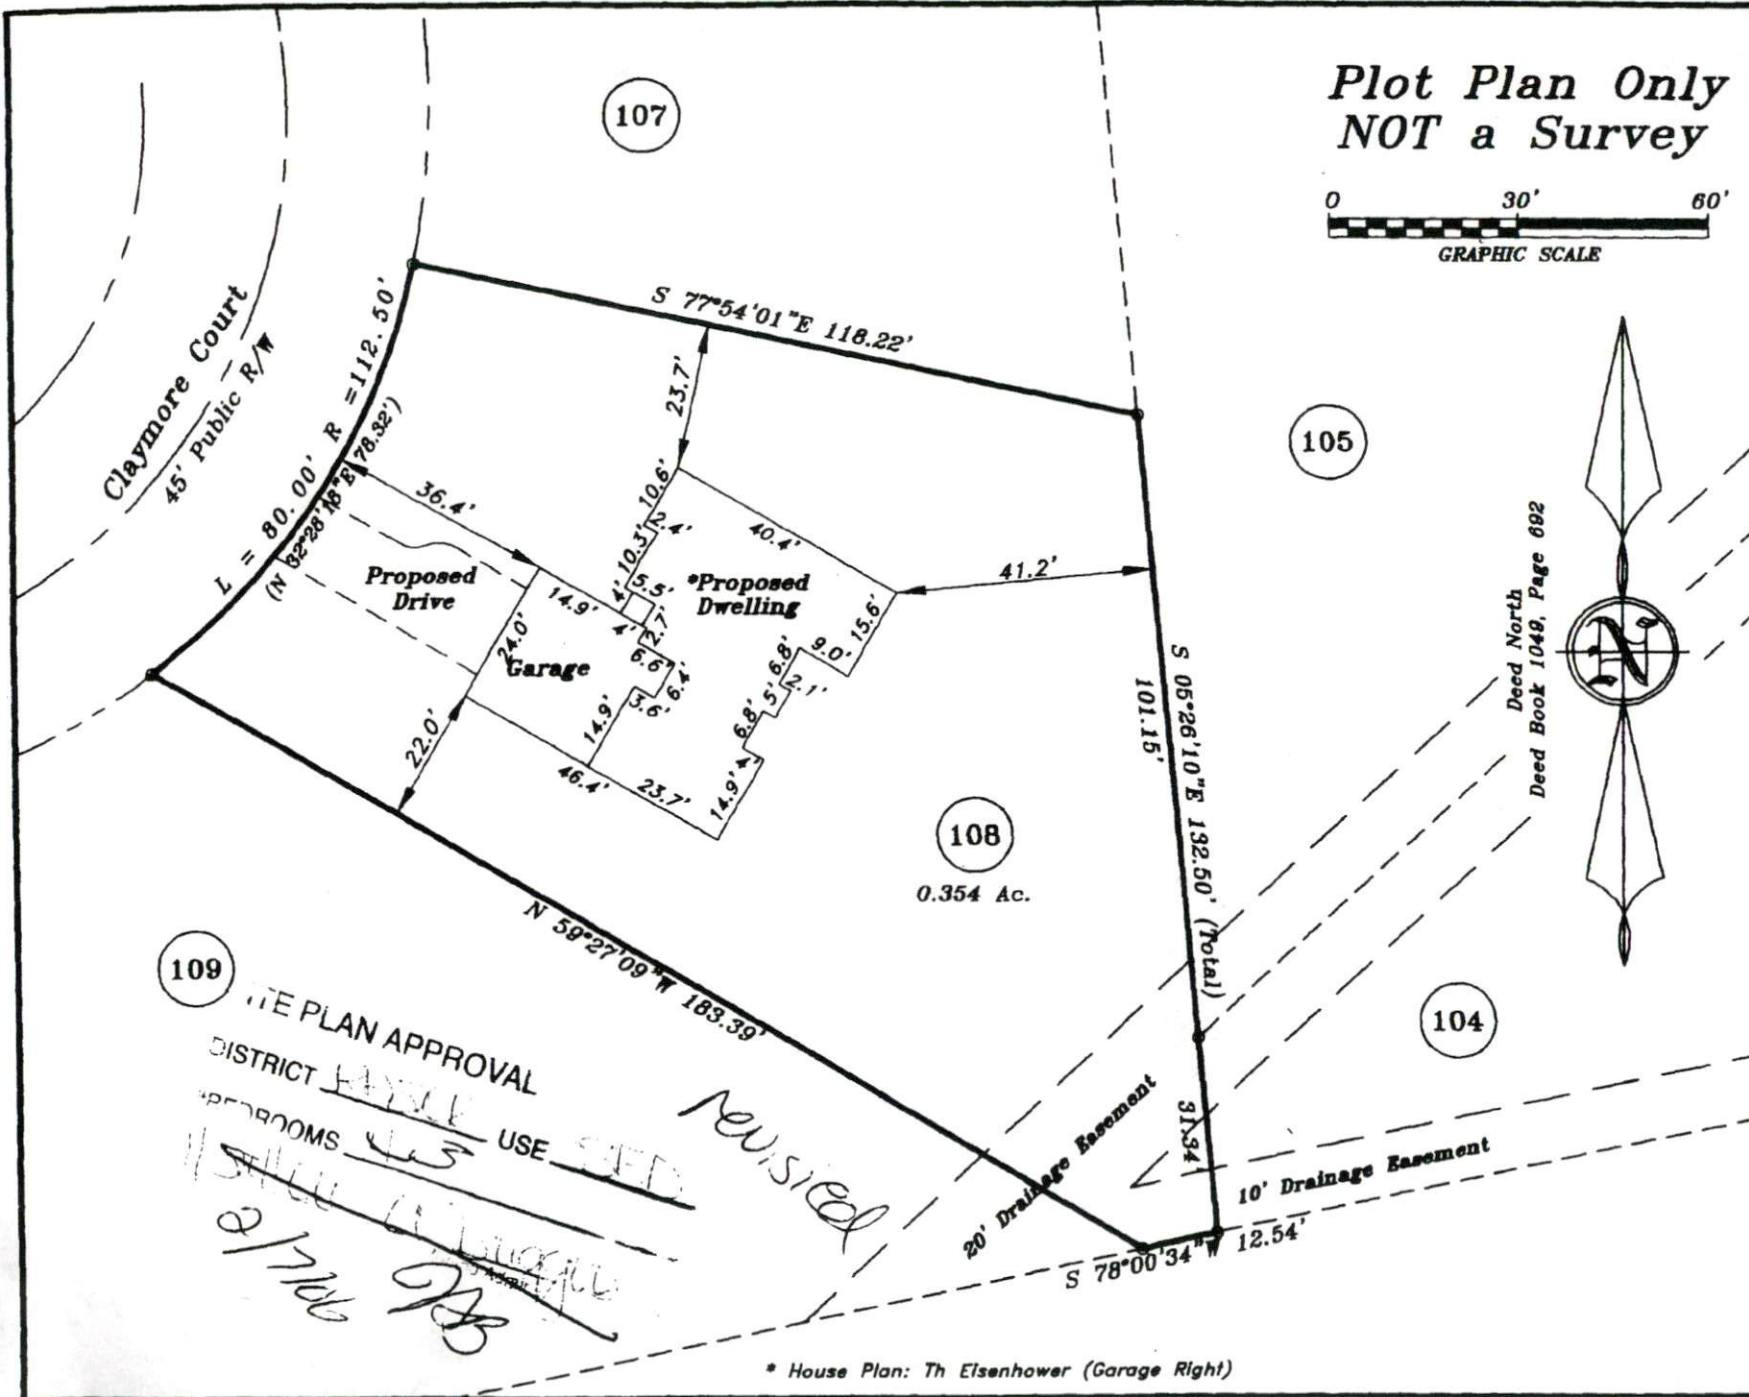 Plot Plan Only
NOT a Survey
0 30' 60'
GRAPHIC SCALE
107
S 77°54'01"E 118.22'
Claymore Court
45' Public R/W
L = 80.00' R =112.50'
(N 32°28'18"E 78.32')
23.7'
36.4'
10.6'
2.4'
10.3'
40.4'
105
Proposed
Drive
*Proposed
Dwelling
41.2'
5.5'
4'
14.9'
4'
2.7'
24.0'
Garage
6.6'
6.4'
3.6'
14.9'
15.6'
9.0'
6.8'
2.1'
5'
6.8'
4'
14.9'
22.0'
46.4'
23.7'
S 05°26'10"E 132.50' (Total)
101.15'
Deed North
Deed Book 1049, Page 692
N
108
0.354 Ac.
N 59°27'09"W 183.39'
109
104
31.34'
20' Drainage Easement
10' Drainage Easement
S 78°00'34"W 12.54'
ITE PLAN APPROVAL
DISTRICT
USE
BEDROOMS
revisied
* House Plan: Th Eisenhower (Garage Right)